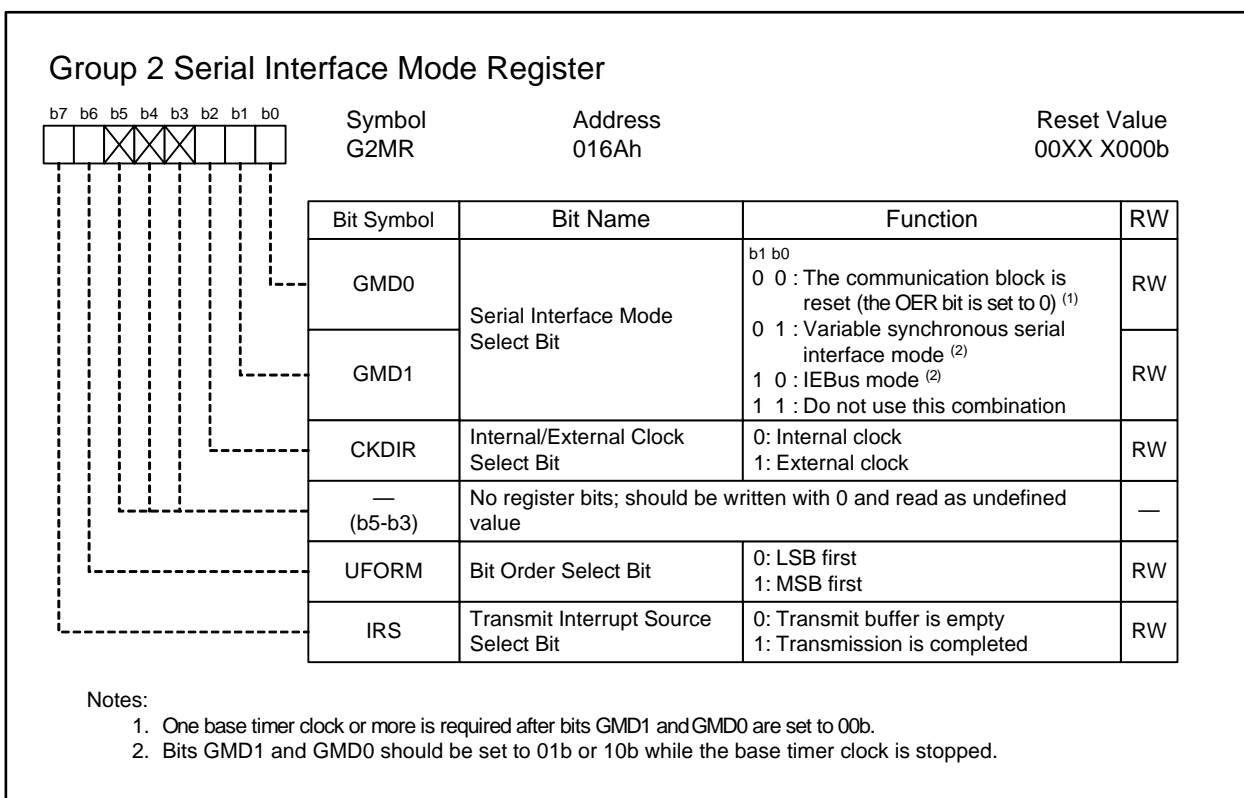 Group 2 Serial Interface Mode Register
b7 b6 b5 b4 b3 b2 b1 b0
Symbol Address Reset Value
G2MR 016Ah 00XX X000b
Bit Symbol Bit Name Function RW
GMD0
GMD1
Serial Interface Mode
Select Bit
b1 b0
0 0 : The communication block is
reset (the OER bit is set to 0) (1)
0 1 : Variable synchronous serial
interface mode (2)
1 0 : IEBus mode (2)
1 1 : Do not use this combination
RW
RW
CKDIR
Internal/External Clock
Select Bit
0: Internal clock
1: External clock
RW
—
(b5-b3)
No register bits; should be written with 0 and read as undefined
value
—
UFORM
Bit Order Select Bit
0: LSB first
1: MSB first
RW
IRS
Transmit Interrupt Source
Select Bit
0: Transmit buffer is empty
1: Transmission is completed
RW
Notes:
1. One base timer clock or more is required after bits GMD1 and GMD0 are set to 00b.
2. Bits GMD1 and GMD0 should be set to 01b or 10b while the base timer clock is stopped.